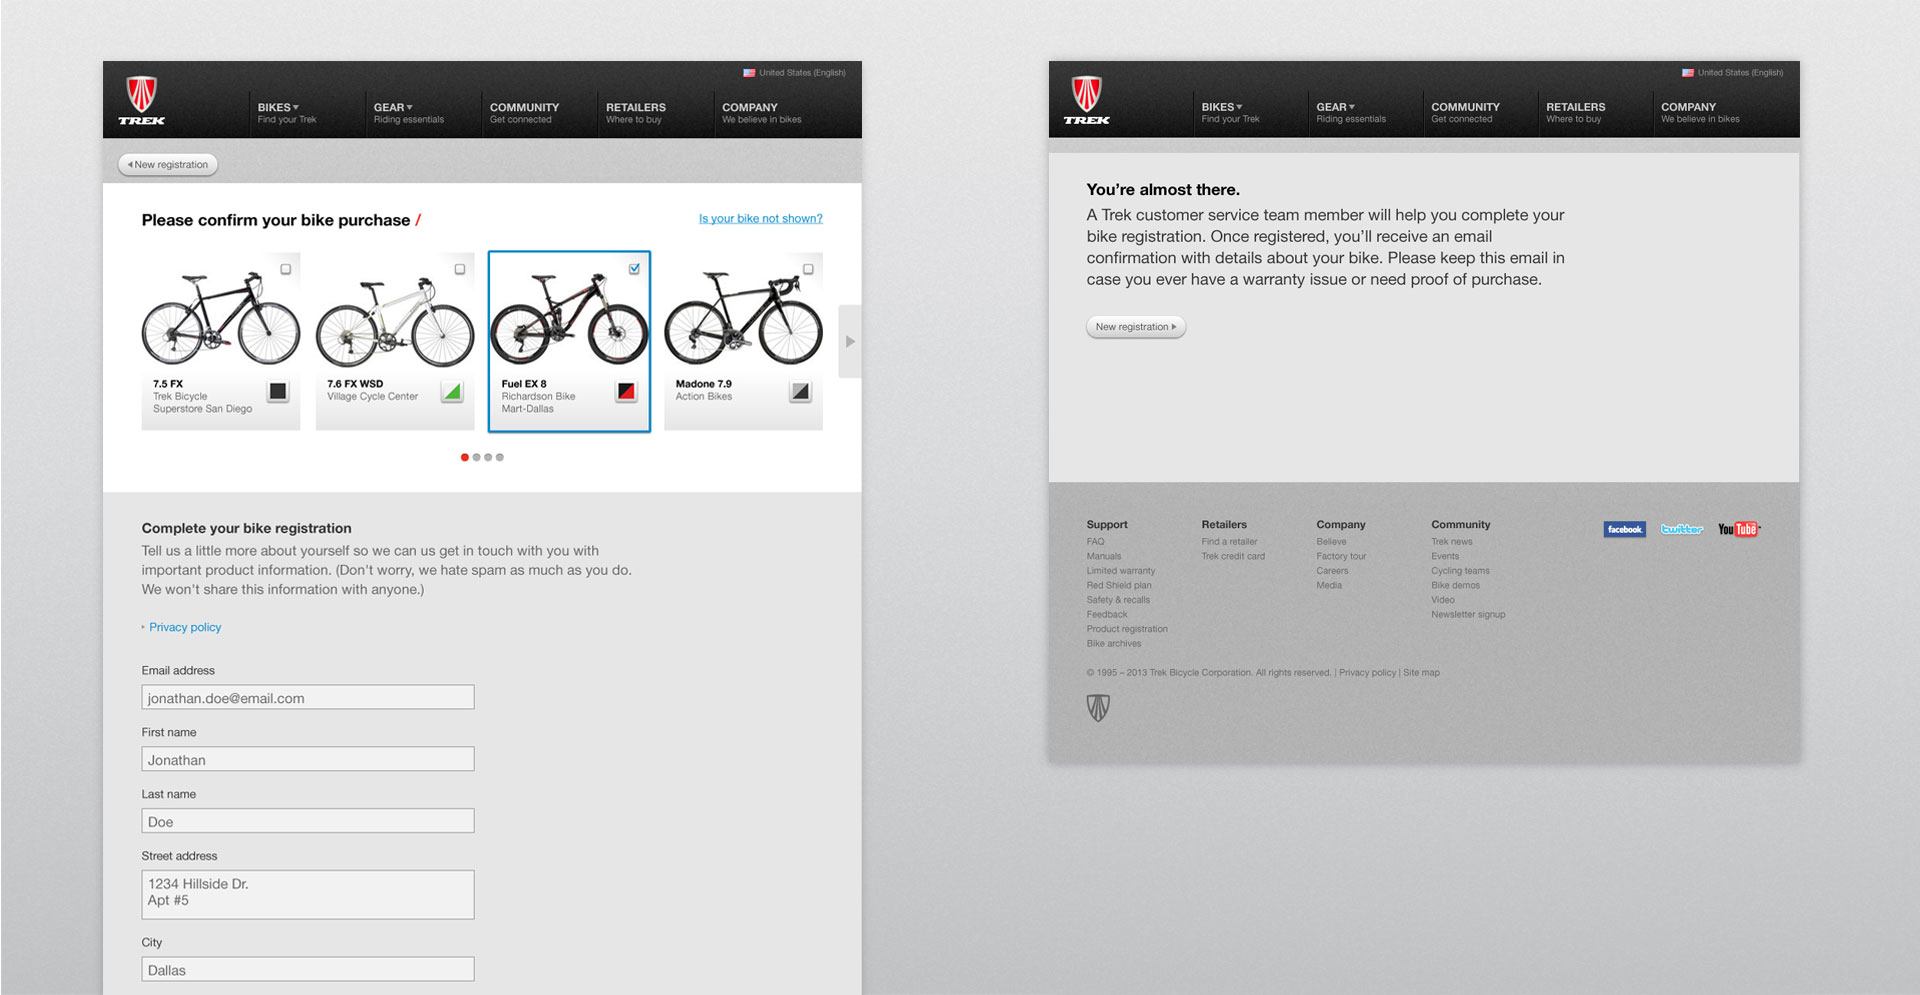 United States (English)
TREK
BIKES
Find your Trek
GEAR
Riding essentials
COMMUNITY
Get connected
RETAILERS
Where to buy
COMPANY
We believe in bikes
New registration
Please confirm your bike purchase /
Is your bike not shown?
7.5 FX
Trek Bicycle
Superstore San Diego
7.6 FX WSD
Village Cycle Center
Fuel EX 8
Richardson Bike
Mart-Dallas
Madone 7.9
Action Bikes
Complete your bike registration
Tell us a little more about yourself so we can us get in touch with you with
important product information. (Don't worry, we hate spam as much as you do.
We won't share this information with anyone.)
Privacy policy
Email address
jonathan.doe@email.com
First name
Jonathan
Last name
Doe
Street address
1234 Hillside Dr.
Apt #5
City
Dallas
United States (English)
TREK
BIKES
Find your Trek
GEAR
Riding essentials
COMMUNITY
Get connected
RETAILERS
Where to buy
COMPANY
We believe in bikes
You're almost there.
A Trek customer service team member will help you complete your
bike registration. Once registered, you'll receive an email
confirmation with details about your bike. Please keep this email in
case you ever have a warranty issue or need proof of purchase.
New registration
Support
FAQ
Manuals
Limited warranty
Red Shield plan
Safety & recalls
Feedback
Product registration
Bike archives
Retailers
Find a retailer
Trek credit card
Company
Believe
Factory tour
Careers
Media
Community
Trek news
Events
Cycling teams
Bike demos
Video
Newsletter signup
facebook
twitter
YouTube
© 1995 – 2013 Trek Bicycle Corporation. All rights reserved. | Privacy policy | Site map